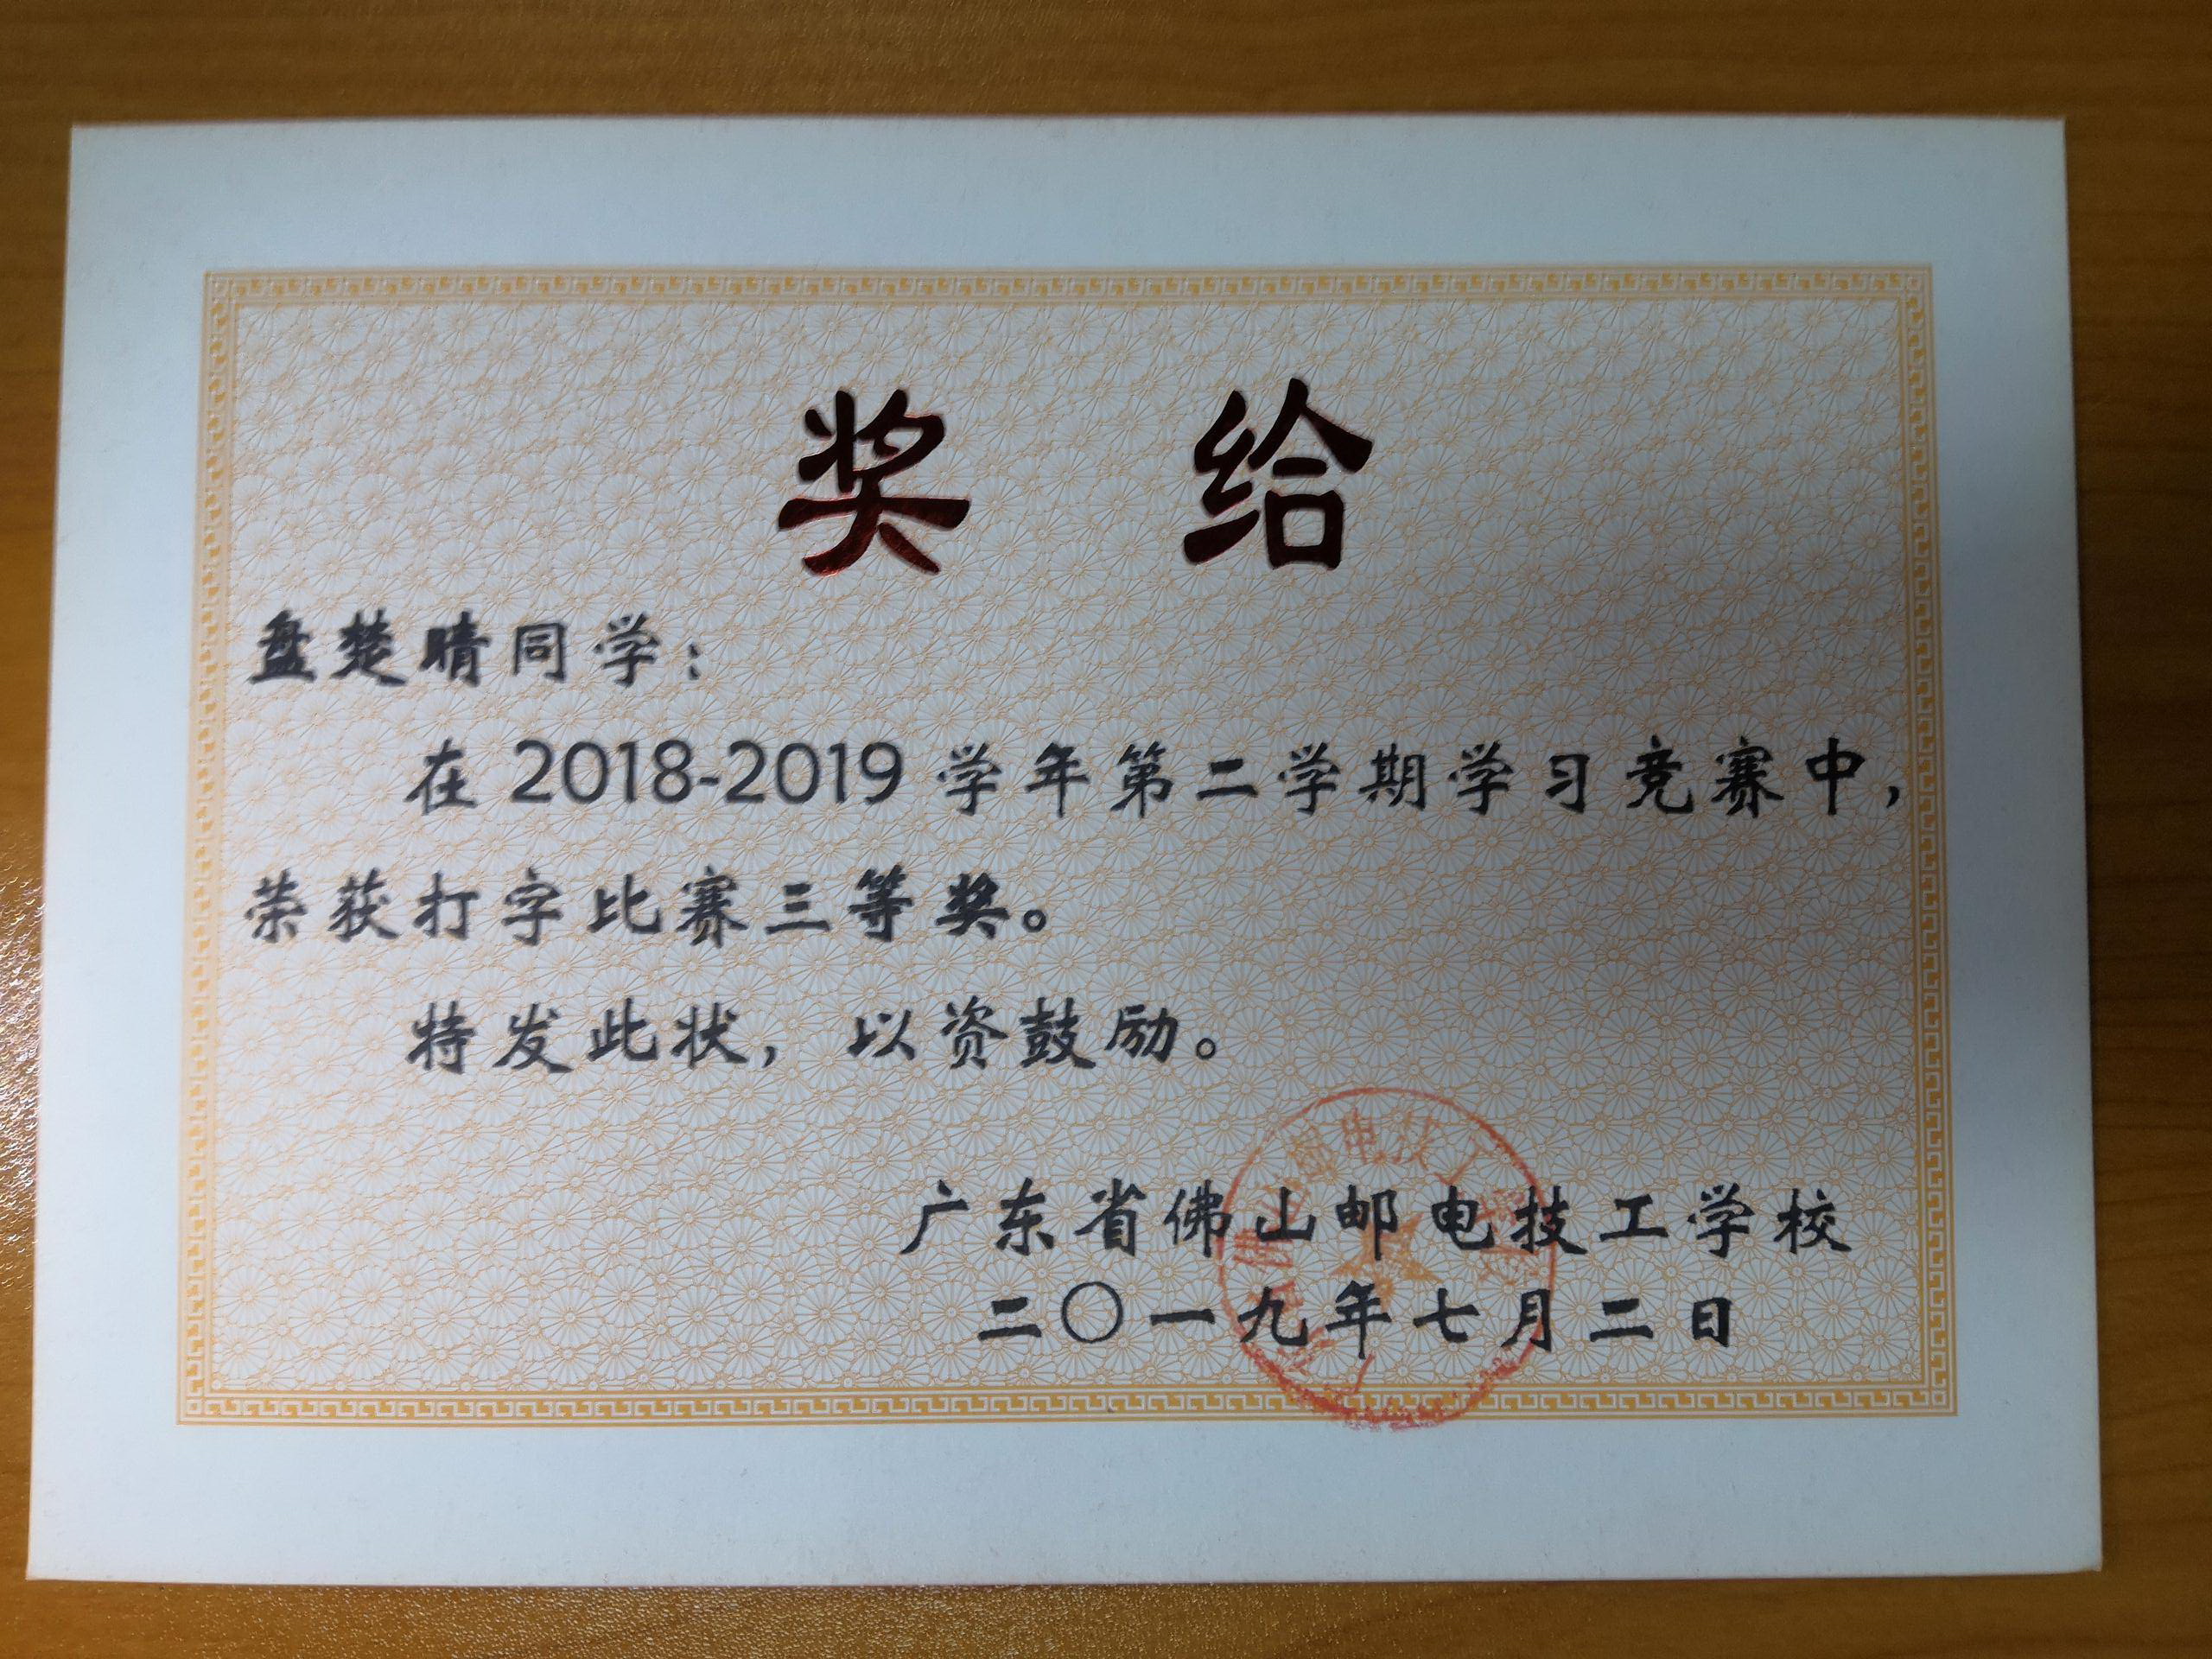 奖 给
盘楚晴同学：
在 2018-2019 学年第二学期学习竞赛中，
荣获打字比赛三等奖。
特发此状，以资鼓励。
广东省佛山邮电技工学校
二〇一九年七月二日